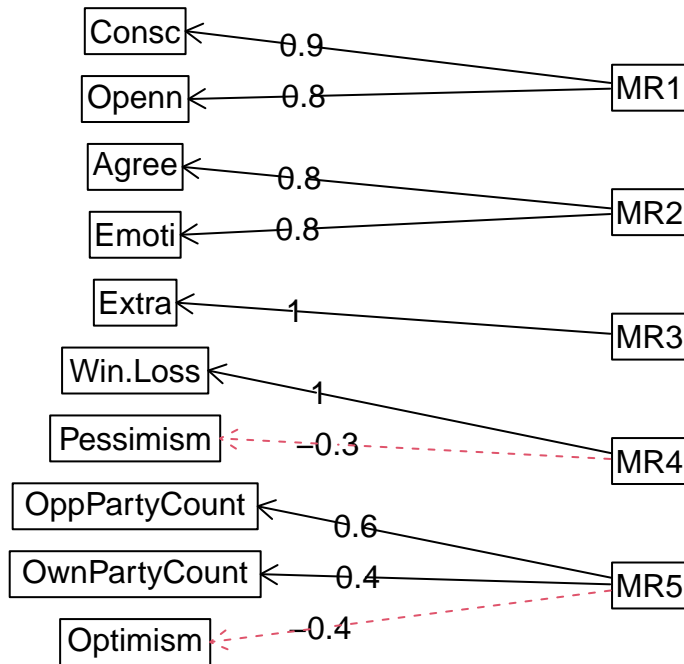 Consc
0.9
MR1
Openn
0.8
Agree
0.8
MR2
Emoti
0.8
Extra
1
MR3
Win.Loss
1
Pessimism
−0.3
MR4
OppPartyCount
0.6
OwnPartyCount
0.4
MR5
Optimism
−0.4